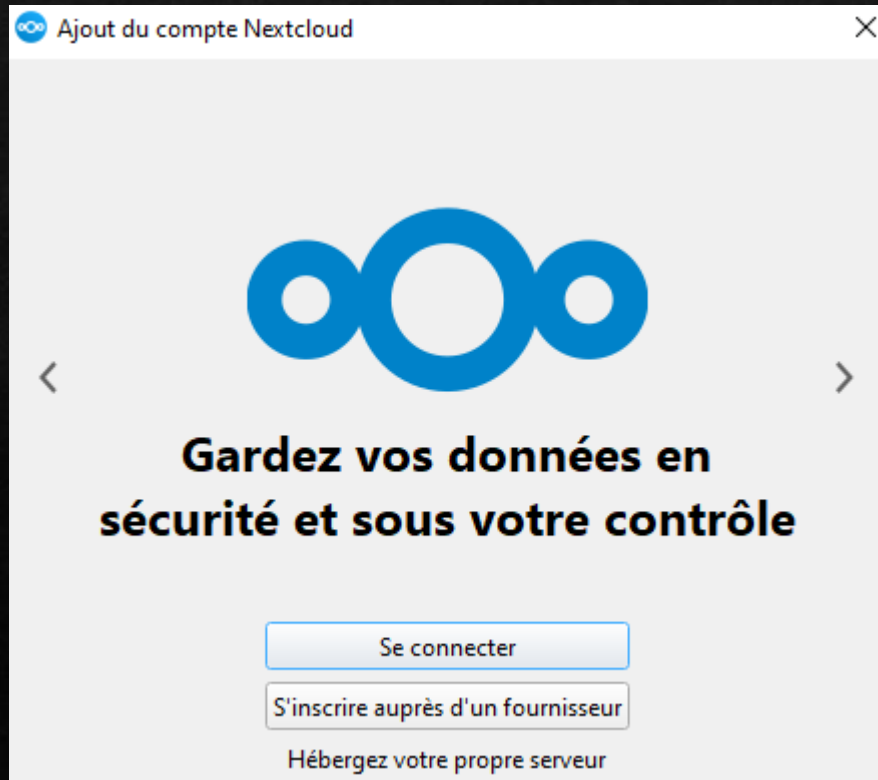 Ajout du compte Nextcloud
Gardez vos données en
sécurité et sous votre contrôle
Se connecter
S'inscrire auprès d'un fournisseur
Hébergez votre propre serveur